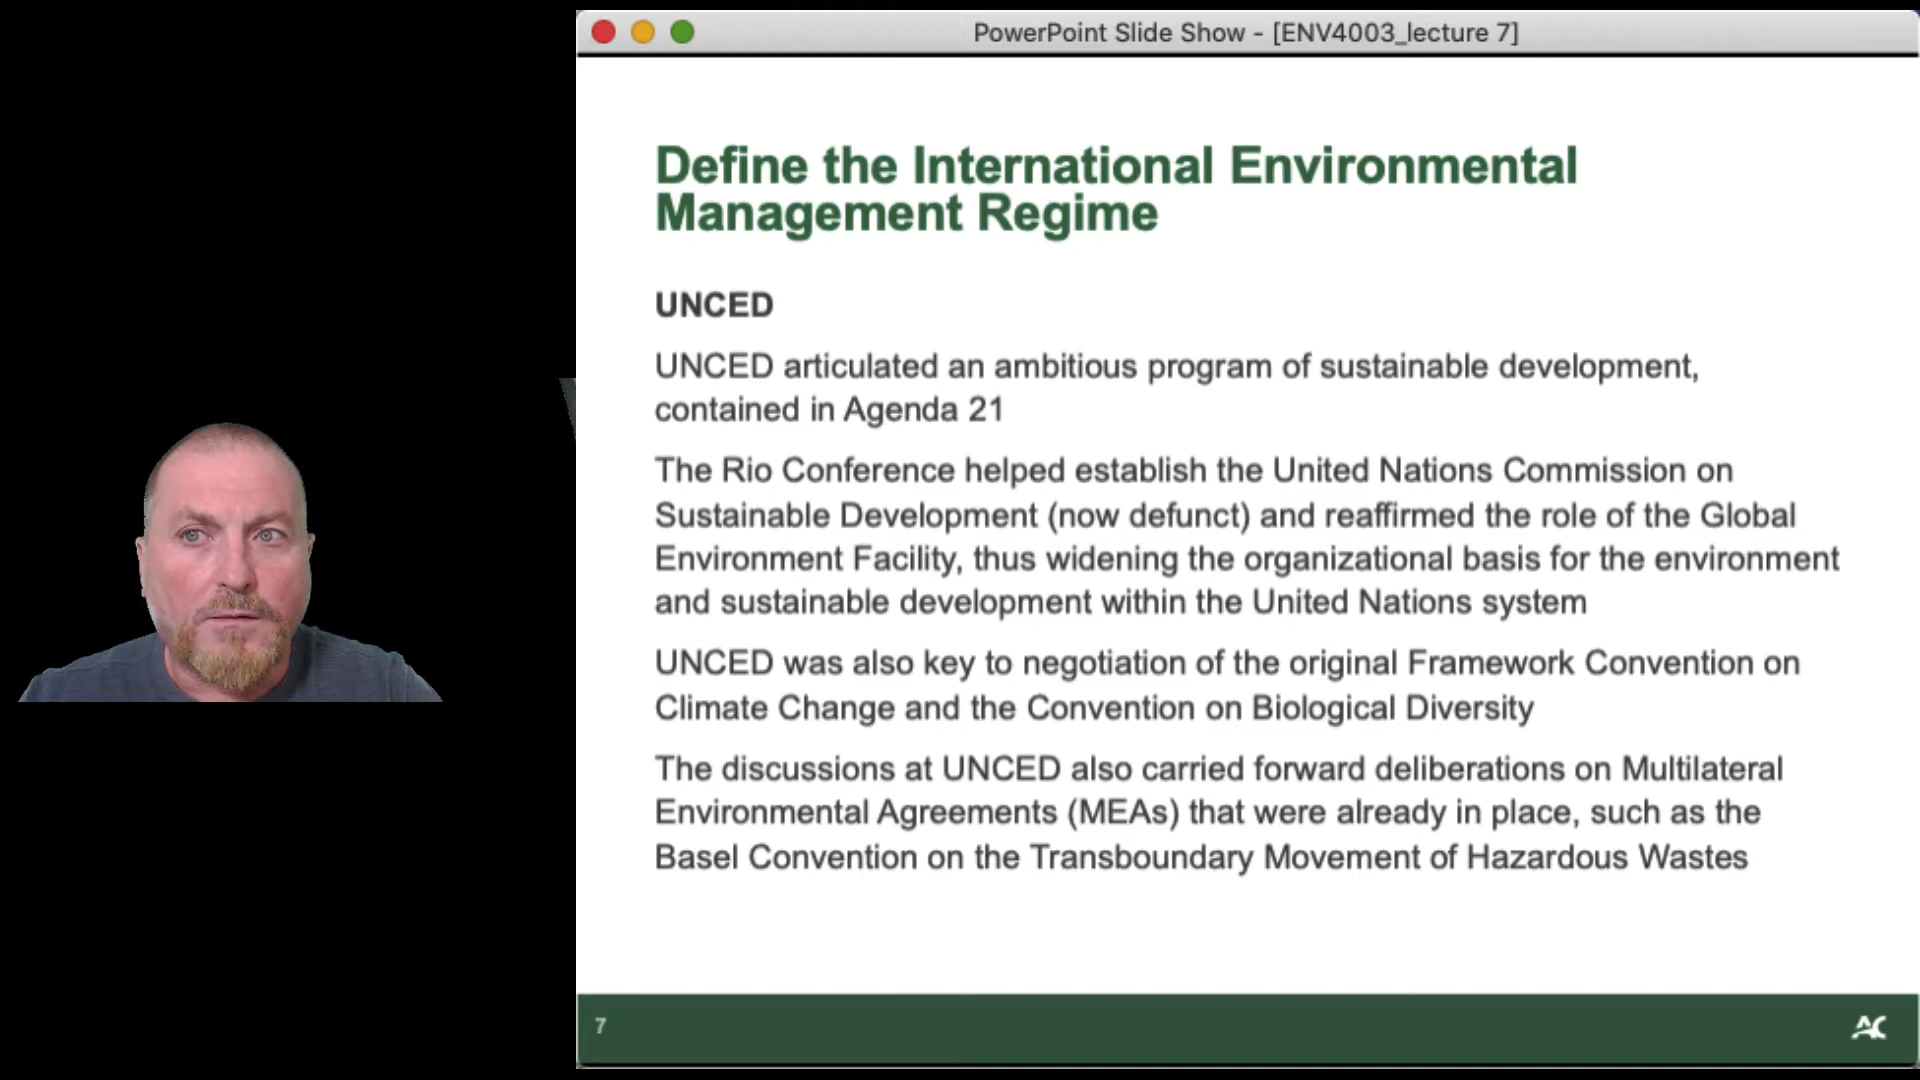 PowerPoint Slide Show - [ENV4003_lecture 7]
Define the International Environmental
Management Regime
UNCED
UNCED articulated an ambitious program of sustainable development,
contained in Agenda 21
The Rio Conference helped establish the United Nations Commission on
Sustainable Development (now defunct) and reaffirmed the role of the Global
Environment Facility, thus widening the organizational basis for the environment
and sustainable development within the United Nations system
UNCED was also key to negotiation of the original Framework Convention on
Climate Change and the Convention on Biological Diversity
The discussions at UNCED also carried forward deliberations on Multilateral
Environmental Agreements (MEAs) that were already in place, such as the
Basel Convention on the Transboundary Movement of Hazardous Wastes
7
AC